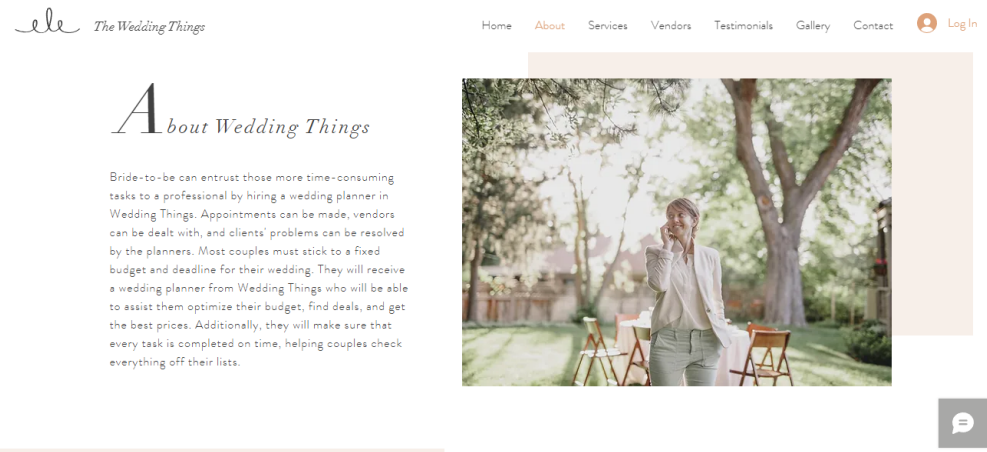 ele The Wedding Things
Home About Services Vendors Testimonials Gallery Contact Log In
About Wedding Things
Bride-to-be can entrust those more time-consuming
tasks to a professional by hiring a wedding planner in
Wedding Things. Appointments can be made, vendors
can be dealt with, and clients' problems can be resolved
by the planners. Most couples must stick to a fixed
budget and deadline for their wedding. They will receive
a wedding planner from Wedding Things who will be able
to assist them optimize their budget, find deals, and get
the best prices. Additionally, they will make sure that
every task is completed on time, helping couples check
everything off their lists.